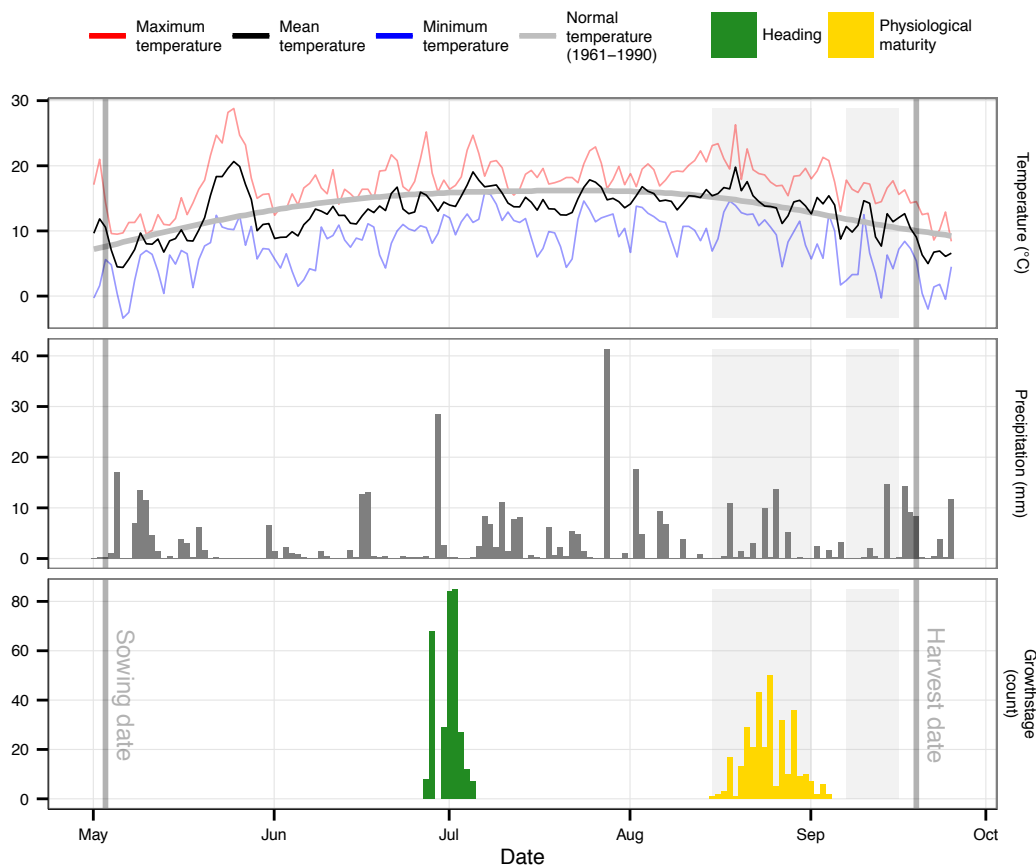 Maximum
temperature
Mean
temperature
Minimum
temperature
Normal
temperature
(1961–1990)
Heading
Physiological
maturity
30
20
10
0
Temperature (°C)
40
30
20
10
0
Precipitation (mm)
80
60
40
20
0
Sowing date
Harvest date
Growthstage
(count)
May
Jun
Jul
Aug
Sep
Oct
Date